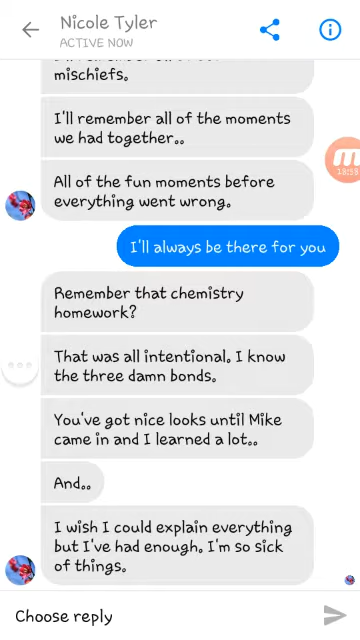 Nicole Tyler
ACTIVE NOW
mischiefs.
I'll remember all of the moments
we had together..
All of the fun moments before
everything went wrong.
I'll always be there for you
Remember that chemistry
homework?
That was all intentional. I know
the three damn bonds.
You've got nice looks until Mike
came in and I learned a lot..
And..
I wish I could explain everything
but I've had enough. I'm so sick
of things.
Choose reply